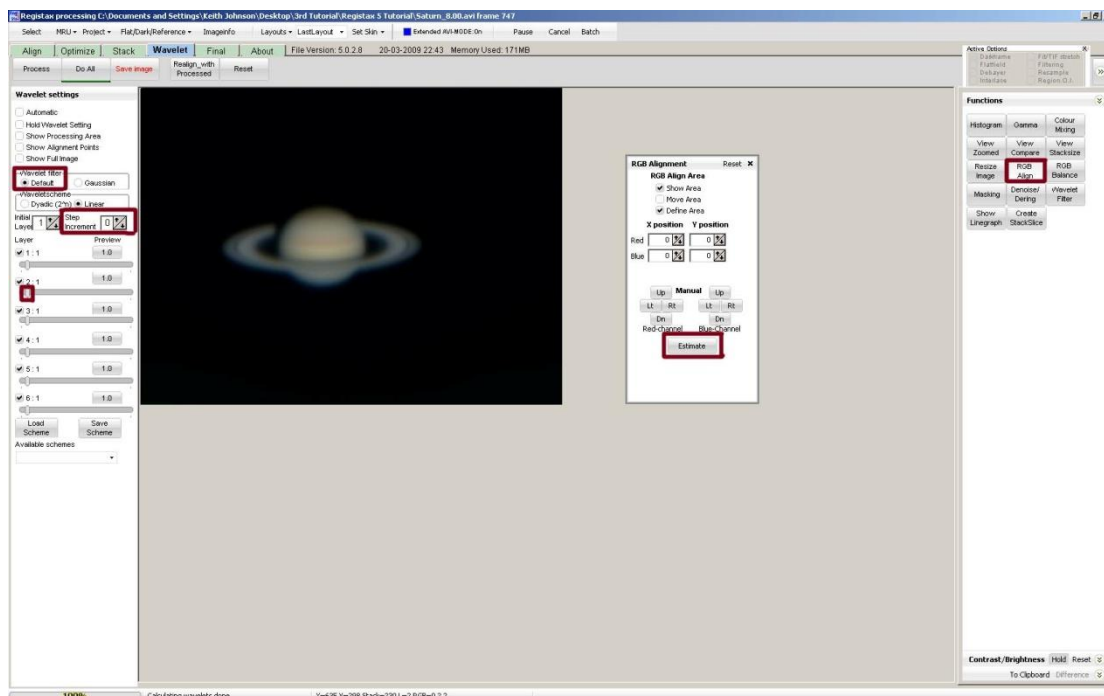 Registax processing C:\Documents and Settings\Keith Johnson\Desktop\3rd Tutorial\Registax 5 Tutorial\Saturn_8.00.avi frame 747
Select MRU Project Flat/Dark/Reference Imageinfo Layouts LastLayout Set Skin Extended AVI-MODE:On Pause Cancel Batch
Align Optimize Stack Wavelet Final About File Version: 5.0.2.8 20-03-2009 22:43 Memory Used: 171MB
Process Do All Save image Realign_with Processed Reset
Active Options
Darkframe
Flatfield Filtering
Debayer Resample
Interlace Region.O.I.
Wavelet settings
Automatic
Hold Wavelet Setting
Show Processing Area
Show Alignment Points
Show Full Image
Wavelet filter
Default Gaussian
Waveletscheme
Dyadic (2^n) Linear
Initial Layer 1 Step Increment 0
Layer Preview
1 : 1 1.0
2 : 1 1.0
3 : 1 1.0
4 : 1 1.0
5 : 1 1.0
6 : 1 1.0
Load Scheme Save Scheme
Available schemes
RGB Alignment Reset
RGB Align Area
Show Area
Move Area
Define Area
X position Y position
Red 0 0
Blue 0 0
Up Manual Up
Lt Rt Lt Rt
Dn Dn
Red-channel Blue-Channel
Estimate
Functions
Histogram Gamma Colour Mixing
View Zoomed View Compare View Stacksize
Resize Image RGB Align RGB Balance
Masking Denoise/Dering Wavelet Filter
Show Linegraph Create StackSlice
Contrast/Brightness Hold Reset
To Clipboard Difference
100% Calculating wavelets done